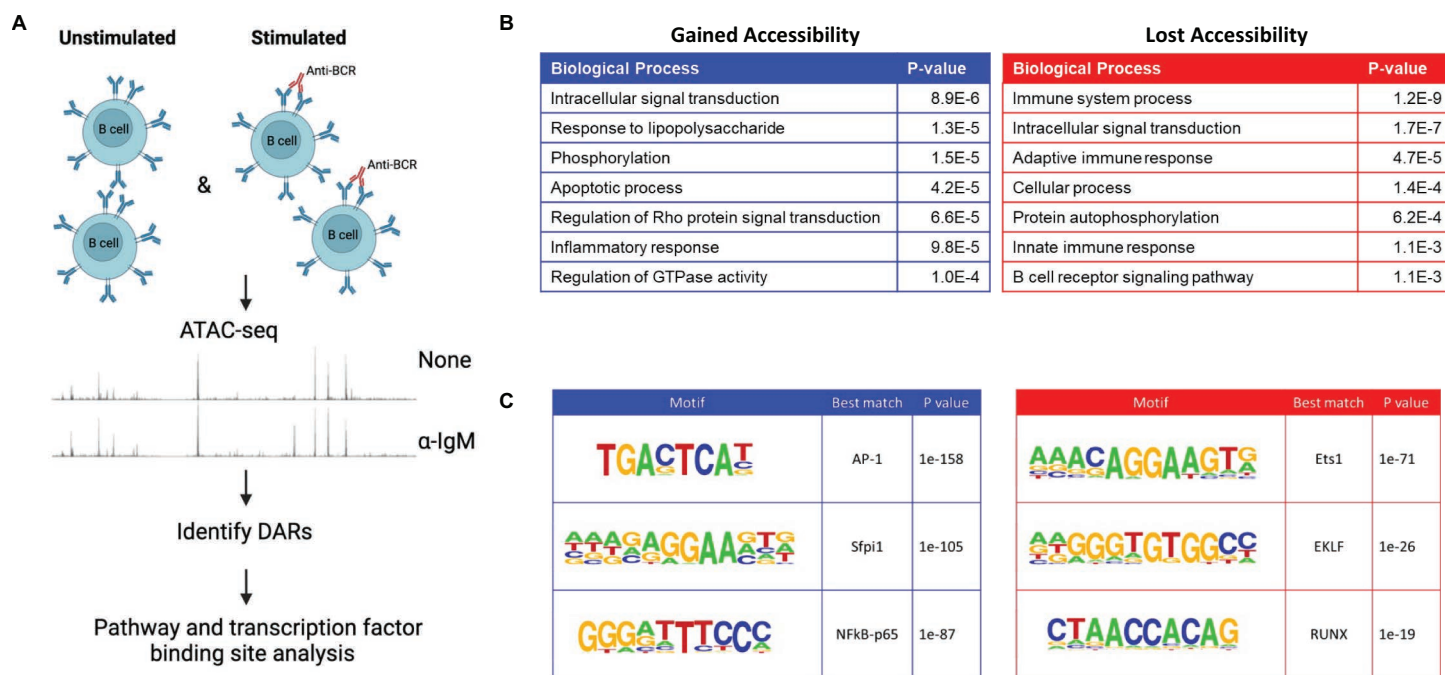 A
Unstimulated
Stimulated
Anti-BCR
B cell
B cell
&
Anti-BCR
B cell
B cell
ATAC-seq
None
α-IgM
Identify DARs
Pathway and transcription factor
binding site analysis
B
Gained Accessibility
Biological Process P-value
Intracellular signal transduction 8.9E-6
Response to lipopolysaccharide 1.3E-5
Phosphorylation 1.5E-5
Apoptotic process 4.2E-5
Regulation of Rho protein signal transduction 6.6E-5
Inflammatory response 9.8E-5
Regulation of GTPase activity 1.0E-4
Lost Accessibility
Biological Process P-value
Immune system process 1.2E-9
Intracellular signal transduction 1.7E-7
Adaptive immune response 4.7E-5
Cellular process 1.4E-4
Protein autophosphorylation 6.2E-4
Innate immune response 1.1E-3
B cell receptor signaling pathway 1.1E-3
C
Motif Best match P value
TGACTCAT AP-1 1e-158
AAAGAGGAAGTG Sfpi1 1e-105
GGGATTTCCC NFkB-p65 1e-87
Motif Best match P value
AAACAGGAAGTG Ets1 1e-71
AAGGGTGTGGCC EKLF 1e-26
CTAACCACAG RUNX 1e-19